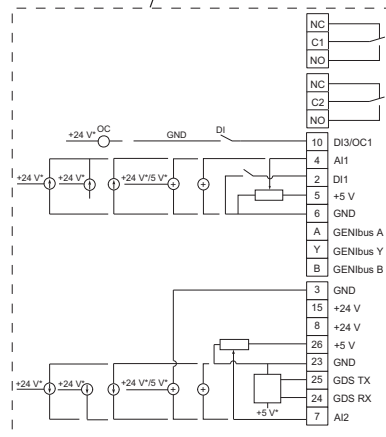 NC
C1
NO
NC
C2
NO
+24 V* OC GND DI 10 DI3/OC1
4 AI1
+24 V* +24 V* +24 V*/5 V* 2 DI1
5 +5 V
6 GND
A GENIbus A
Y GENIbus Y
B GENIbus B
3 GND
15 +24 V
8 +24 V
26 +5 V
23 GND
+24 V* +24 V* +24 V*/5 V* 25 GDS TX
24 GDS RX
+5 V* 7 AI2